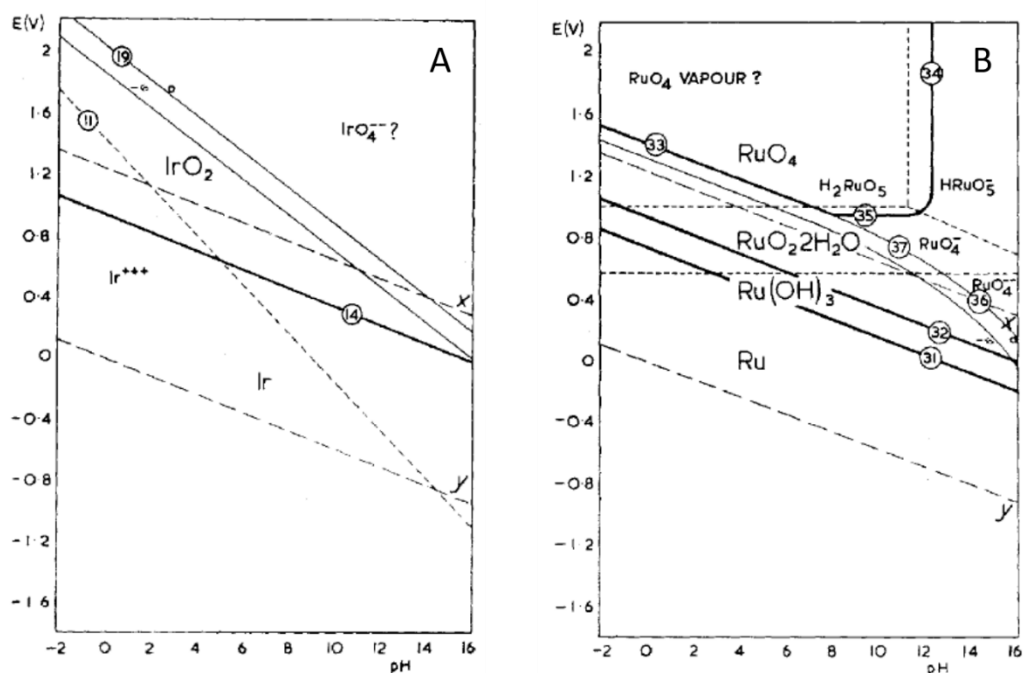 E(V)
A
2
19
-∞
o
11
IrO₄⁻⁻?
1·6
IrO₂
1·2
0·8
Ir⁺⁺⁺
x
0·4
14
0
Ir
-0·4
-0·8
y
-1·2
-1·6
-2 0 2 4 6 8 10 12 14 16
pH
E(V)
B
2
RuO₄ VAPOUR ?
34
1·6
33
RuO₄
1·2
H₂RuO₅
HRuO₅⁻
35
0·8
RuO₂2H₂O
37
RuO₄⁻
Ru(OH)₃
RuO₄⁻⁻
0·4
36
x
32
-∞
o
0
Ru
31
-0·4
-0·8
y
-1·2
-1·6
-2 0 2 4 6 8 10 12 14 16
pH